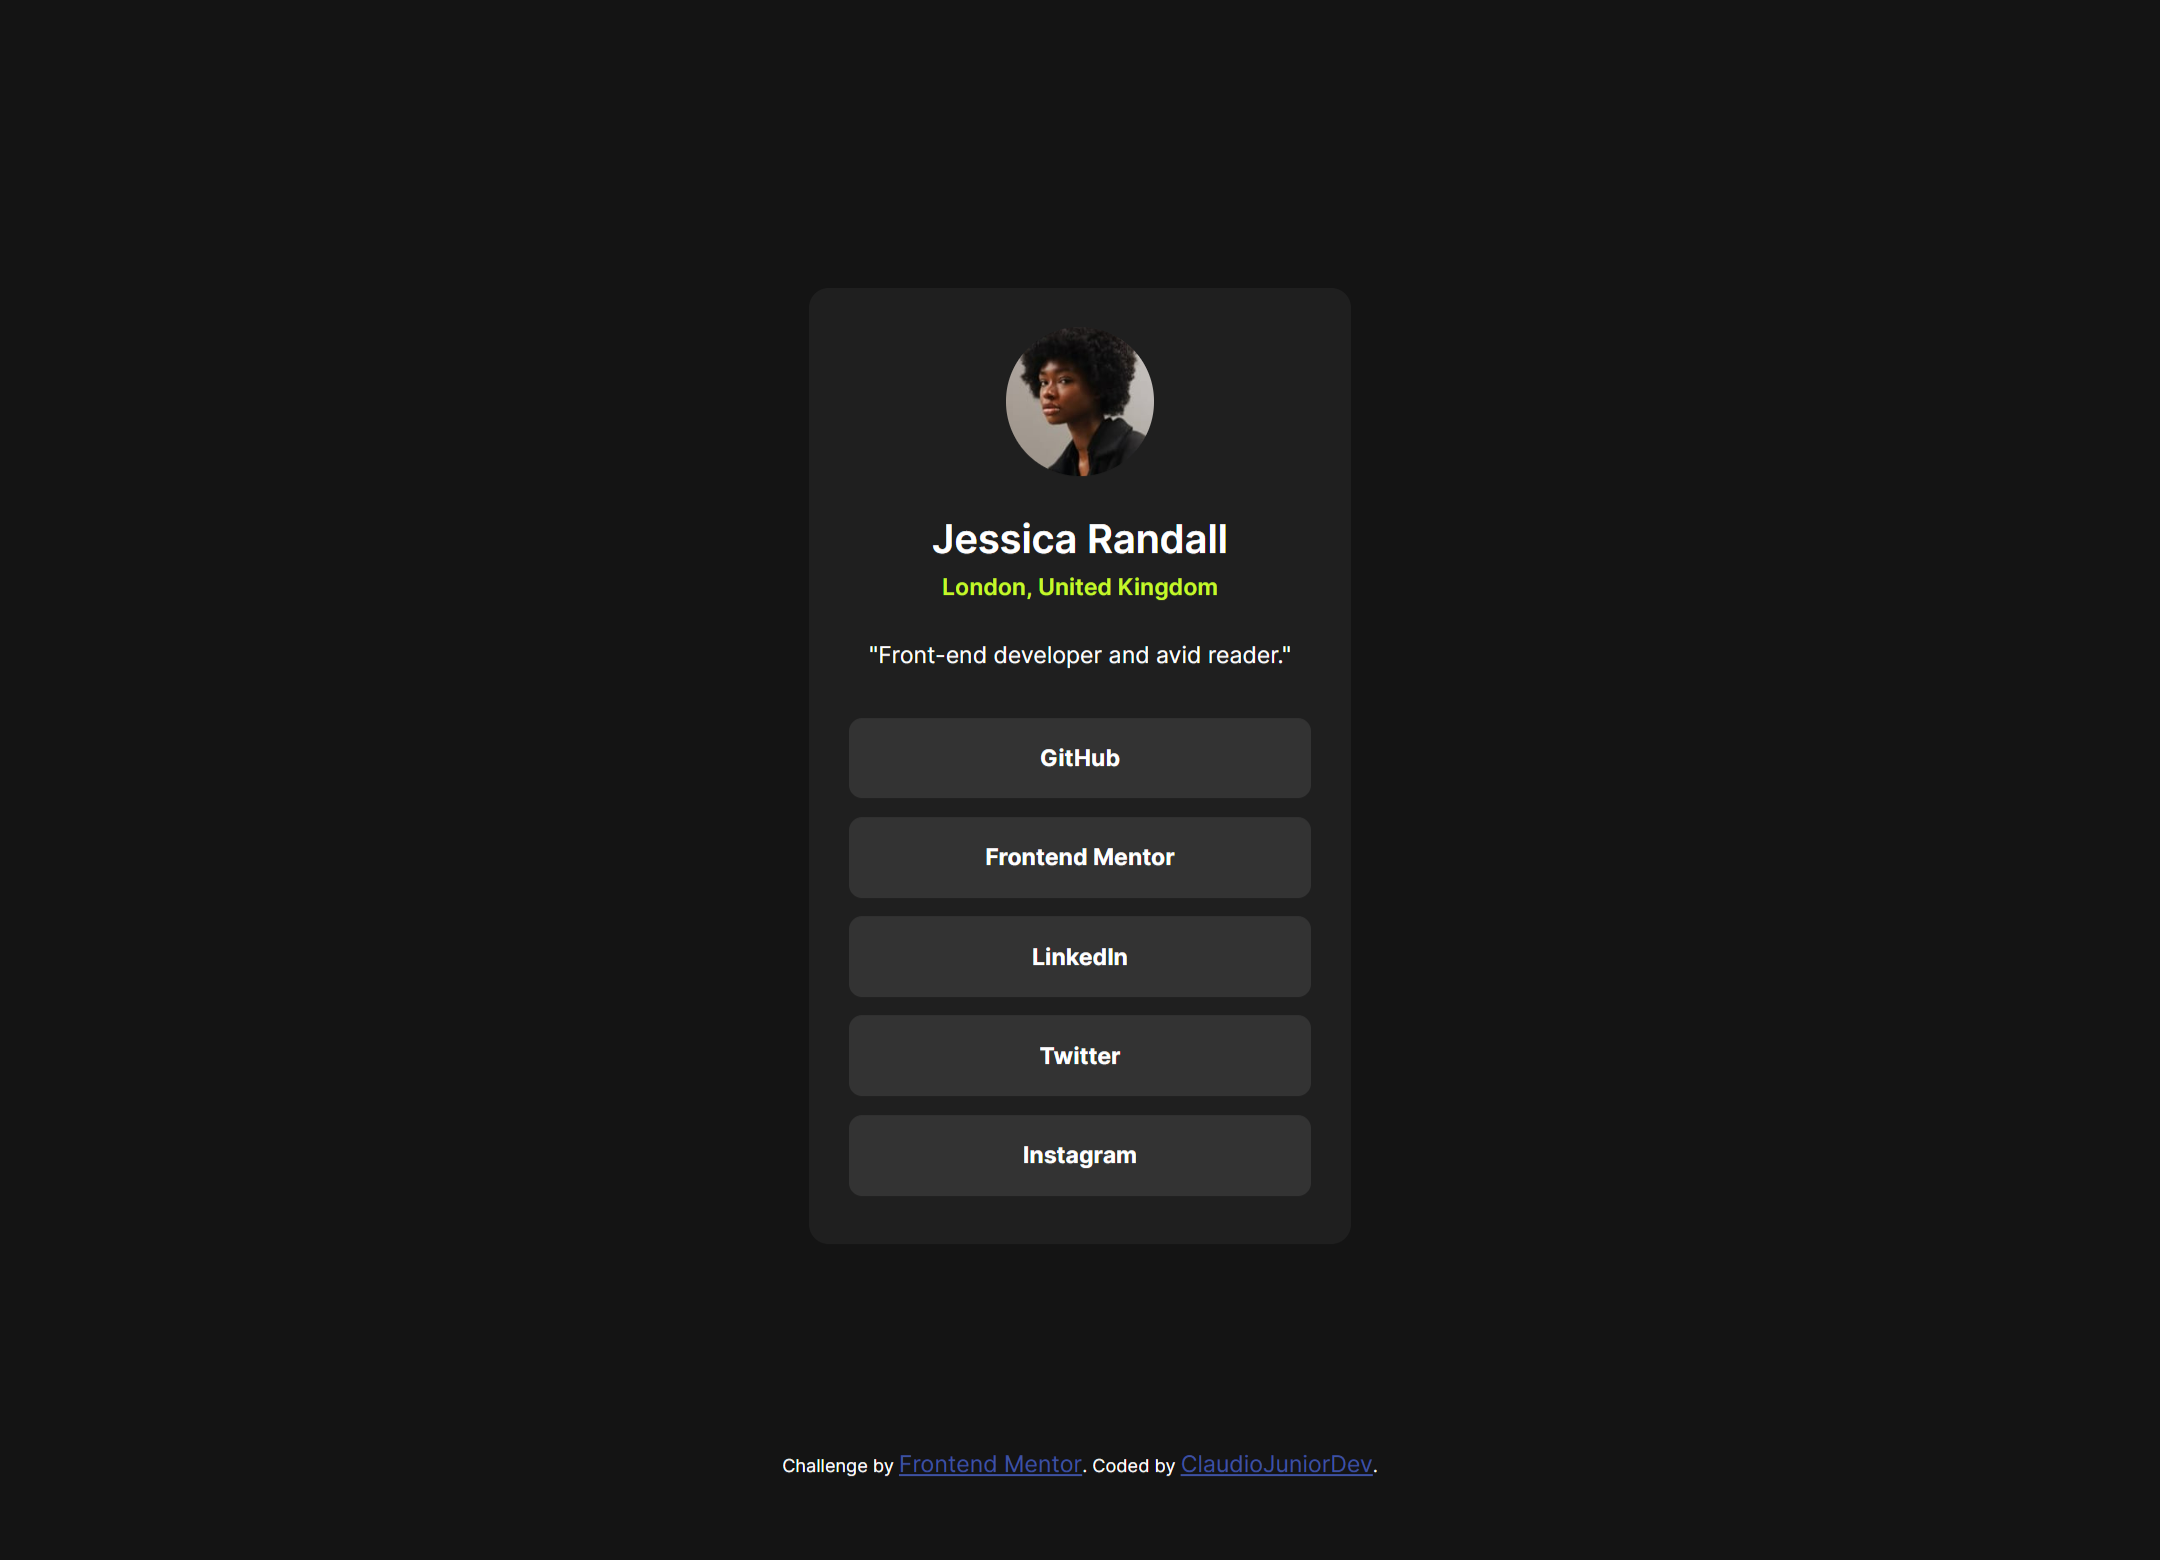 Jessica Randall
London, United Kingdom
"Front-end developer and avid reader."
GitHub
Frontend Mentor
LinkedIn
Twitter
Instagram
Challenge by Frontend Mentor. Coded by ClaudioJuniorDev.